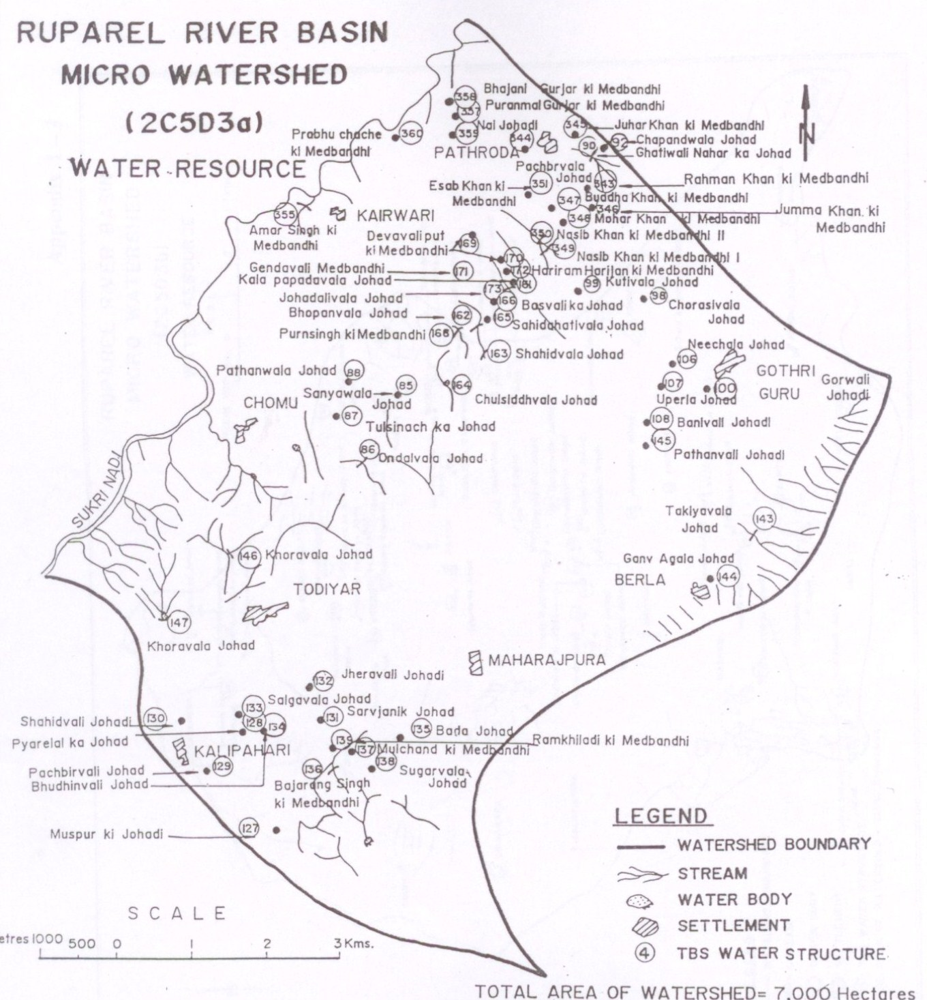 RUPAREL RIVER BASIN
MICRO WATERSHED
(2C5D3a)
WATER RESOURCE
N
358 Bhajani Gurjar ki Medbandhi
357 Puranmal Gurjar ki Medbandhi
359 Nai Johadi
344
345 Juhar Khan ki Medbandhi
92 Chapandwala Johad
90 Ghatiwali Nahar ka Johad
Prabhu chache
ki Medbandhi
360
PATHRODA
Pachbrvala
Johad
343 Rahman Khan ki Medbandhi
Esab Khan ki
Medbandhi
351
347 Buddha Khan ki Medbandhi
346 Jumma Khan ki
Medbandhi
348 Mohar Khan ki Medbandhi
355
Amar Singh ki
Medbandhi
KAIRWARI
350 Nasib Khan ki Medbandhi II
349
Nasib Khan ki Medbandhi I
Devavali put
ki Medbandhi
169
170
Gendavali Medbandhi
171
172 Hariram Harijan ki Medbandhi
Kala papadavala Johad
161
99 Kutivala Johad
98
Chorasivala
Johad
Johadalivala Johad
173
166 Basvali ka Johad
Bhopanvala Johad
162
165
Sahidahativala Johad
Purnsingh ki Medbandhi
168
163 Shahidvala Johad
Neechala Johad
106
GOTHRI
GURU
107
100
Uperla Johad
Gorwali
Johadi
Pathanwala Johad
88
Sanyawala
Johad
85
164
Chulsiddhvala Johad
CHOMU
87
Tulsinach ka Johad
108 Banivali Johadi
145
Pathanvali Johadi
86
Ondalvala Johad
SUKRI NADI
Takiyavala
Johad
143
146 Khoravala Johad
Ganv Agala Johad
BERLA
144
TODIYAR
147
Khoravala Johad
MAHARAJPURA
132
Jheravali Johadi
133 Salgavala Johad
131 Sarvjanik Johad
Shahidvali Johadi
130
128
134
135 Bada Johad
Pyarelal ka Johad
139
Ramkhiladi ki Medbandhi
KALIPAHARI
137 Mulchand ki Medbandhi
129
136
138
Sugarvala
Johad
Pachbirvali Johad
Bhudhinvali Johad
Bajarang Singh
ki Medbandhi
Muspur ki Johadi
127
LEGEND
WATERSHED BOUNDARY
STREAM
WATER BODY
SETTLEMENT
4 TBS WATER STRUCTURE
SCALE
etres 1000 500 0 1 2 3 Kms.
TOTAL AREA OF WATERSHED= 7,000 Hectares